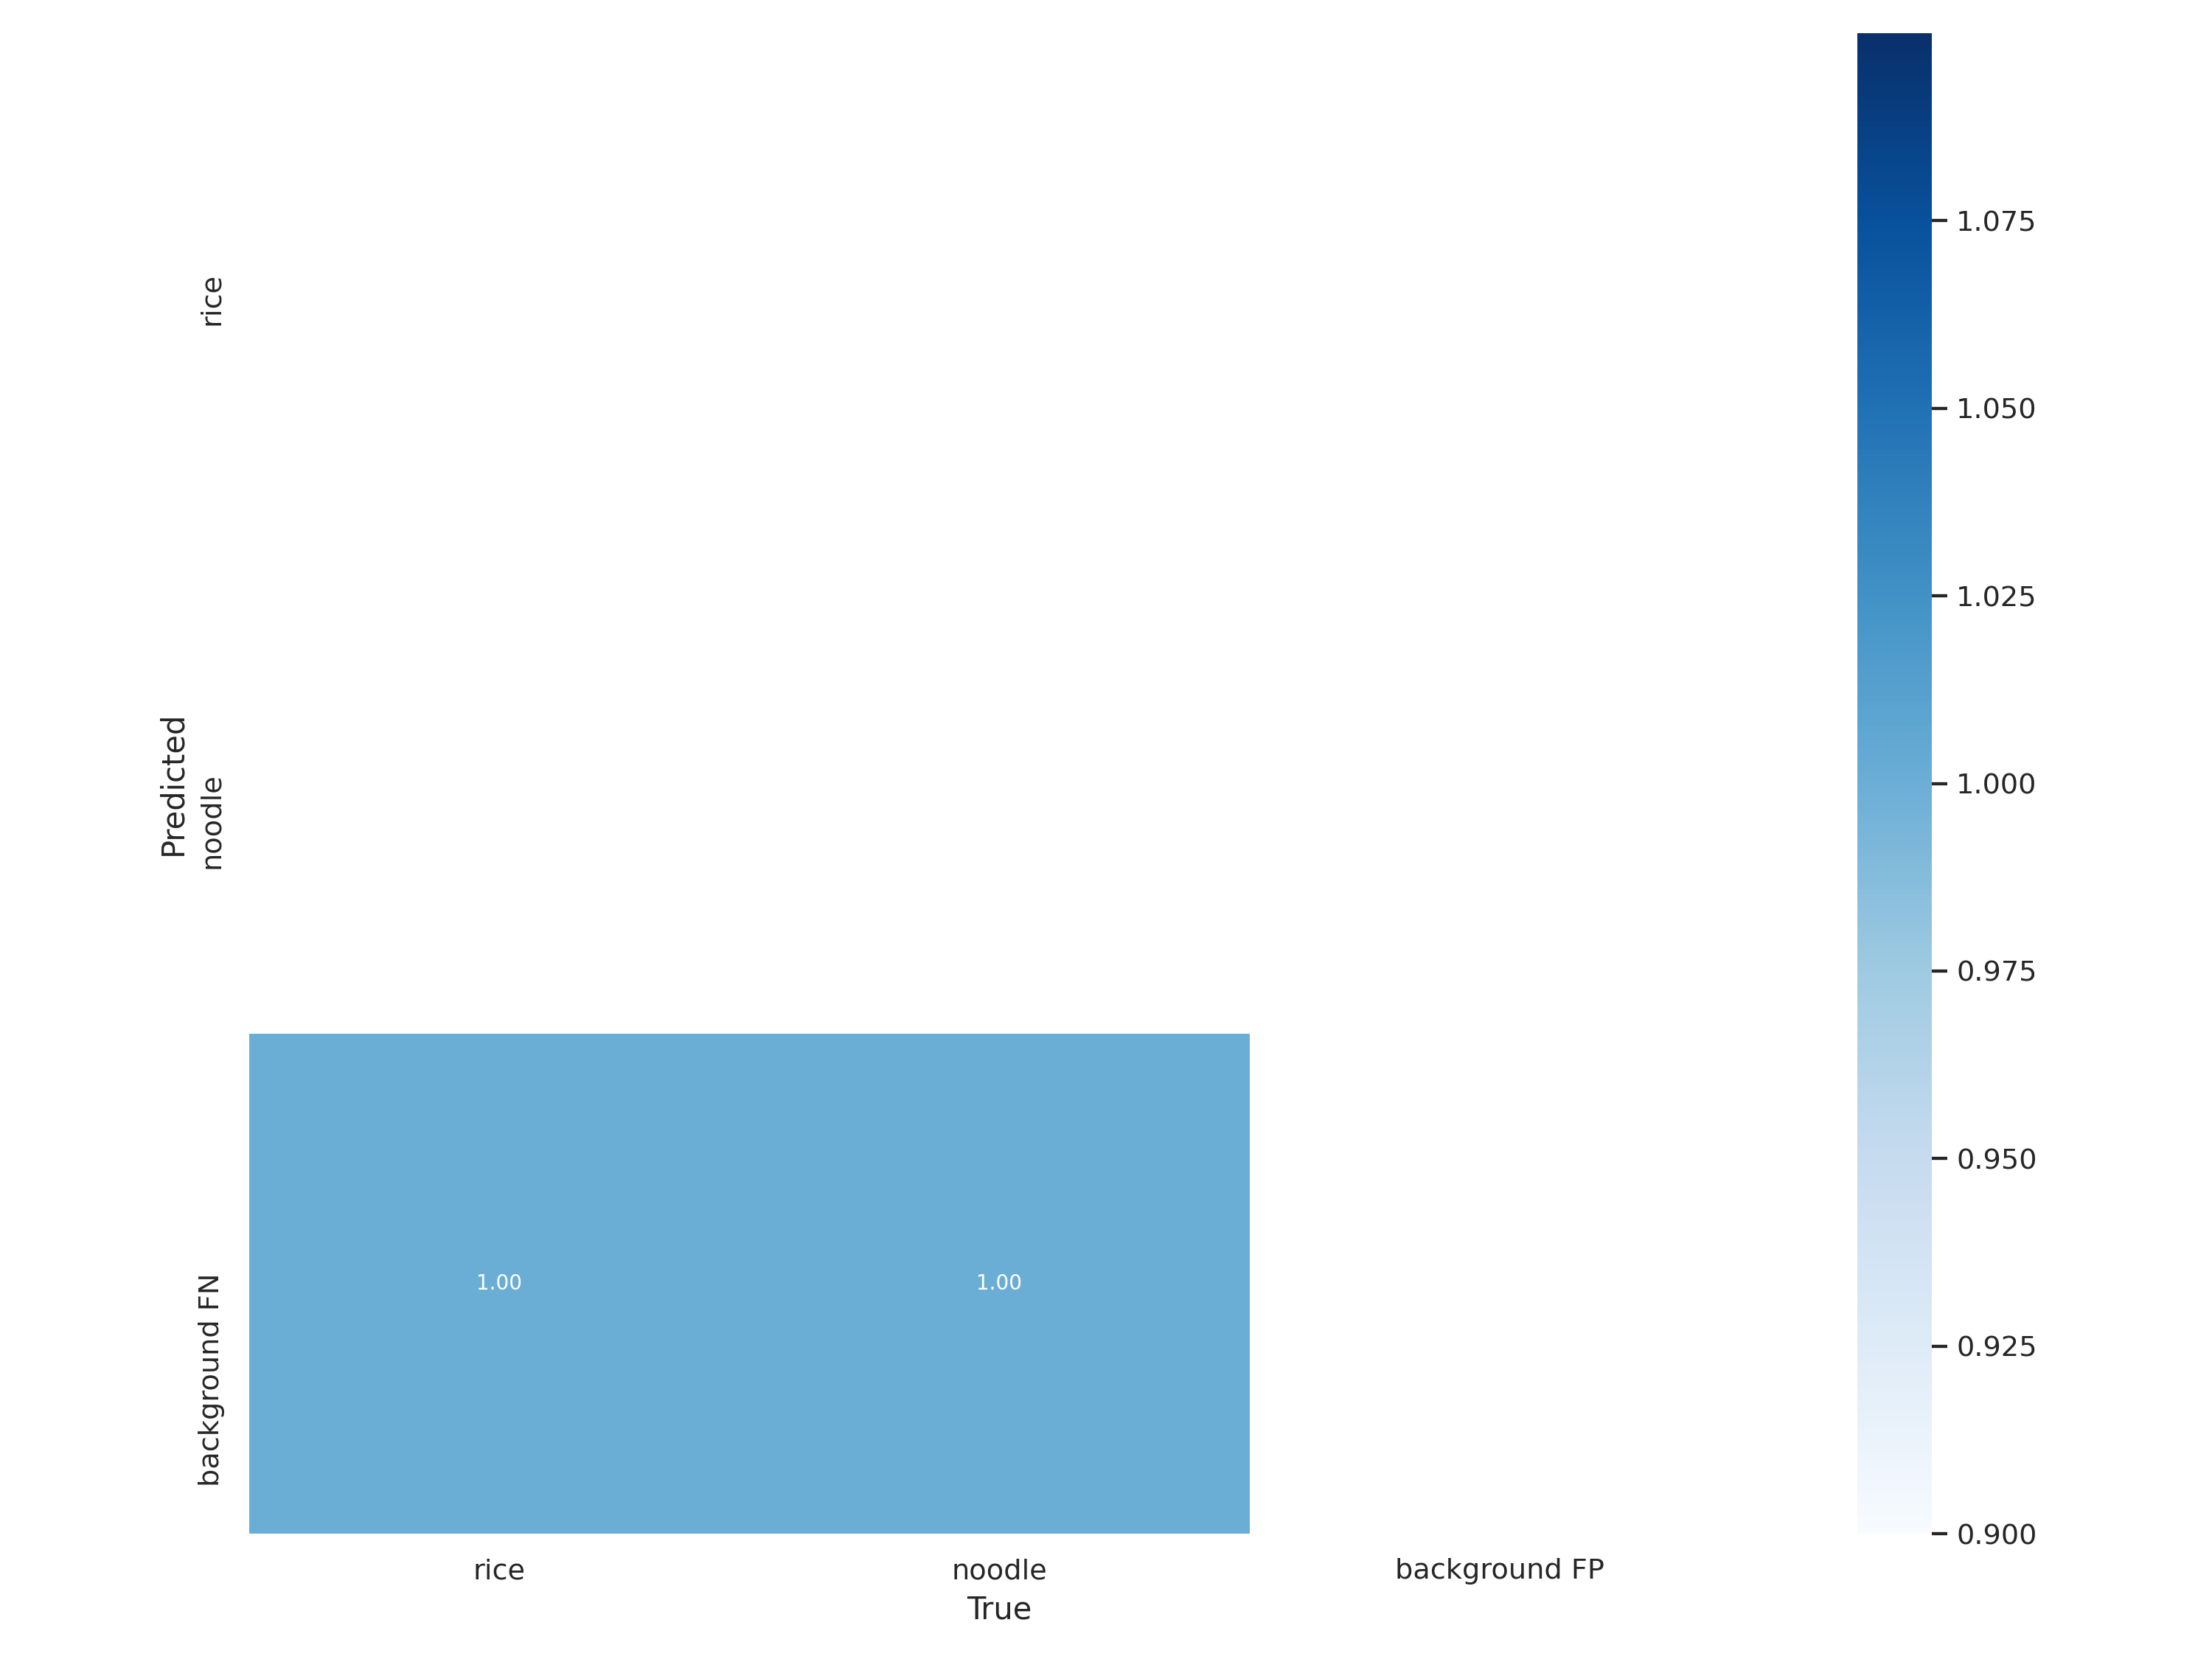 rice
Predicted
noodle
background FN
1.00 1.00
rice noodle background FP
True
1.075
1.050
1.025
1.000
0.975
0.950
0.925
0.900